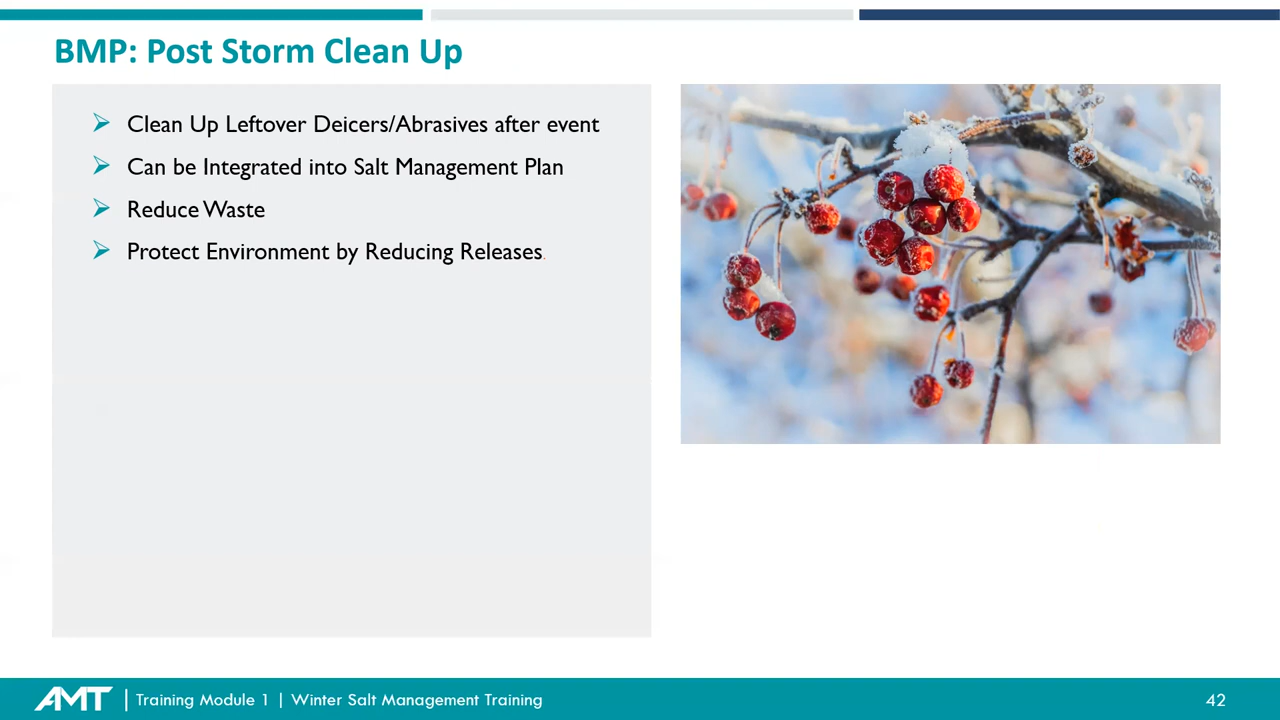 BMP: Post Storm Clean Up
Clean Up Leftover Deicers/Abrasives after event
Can be Integrated into Salt Management Plan
Reduce Waste
Protect Environment by Reducing Releases.
AMT | Training Module 1 | Winter Salt Management Training 42